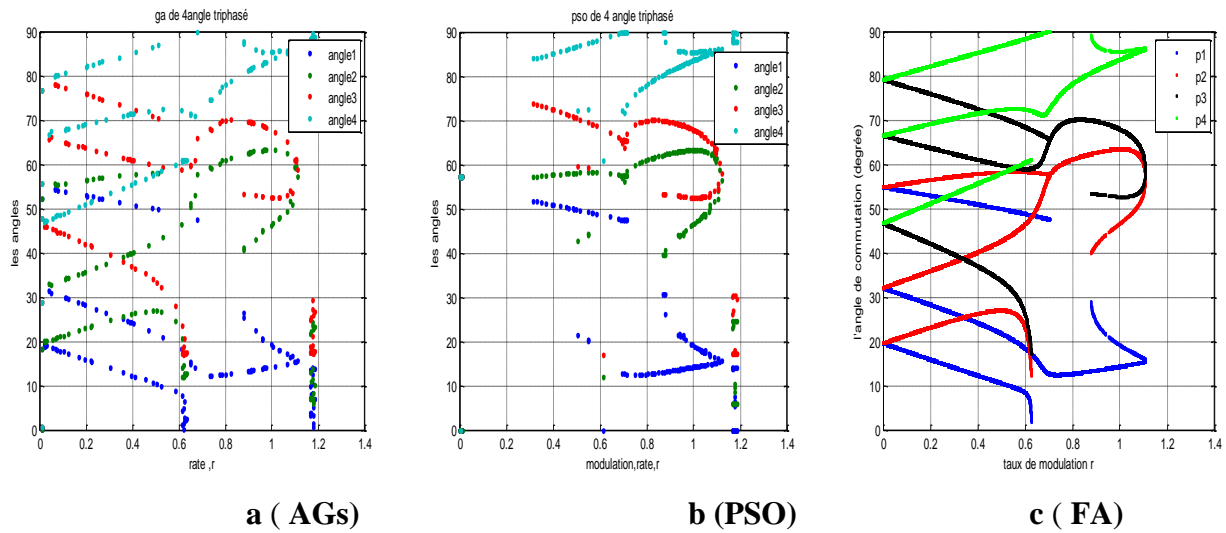 ga de 4angle triphasé
90
80
70
60
50
40
30
20
10
0
les angles
0 0.2 0.4 0.6 0.8 1 1.2 1.4
rate ,r
angle1
angle2
angle3
angle4
pso de 4 angle triphasé
90
80
70
60
50
40
30
20
10
0
les angles
0 0.2 0.4 0.6 0.8 1 1.2 1.4
modulation,rate,r
angle1
angle2
angle3
angle4
90
80
70
60
50
40
30
20
10
0
l'angle de commutation (degrée)
0 0.2 0.4 0.6 0.8 1 1.2 1.4
taux de modulation r
p1
p2
p3
p4
a ( AGs)
b (PSO)
c ( FA)